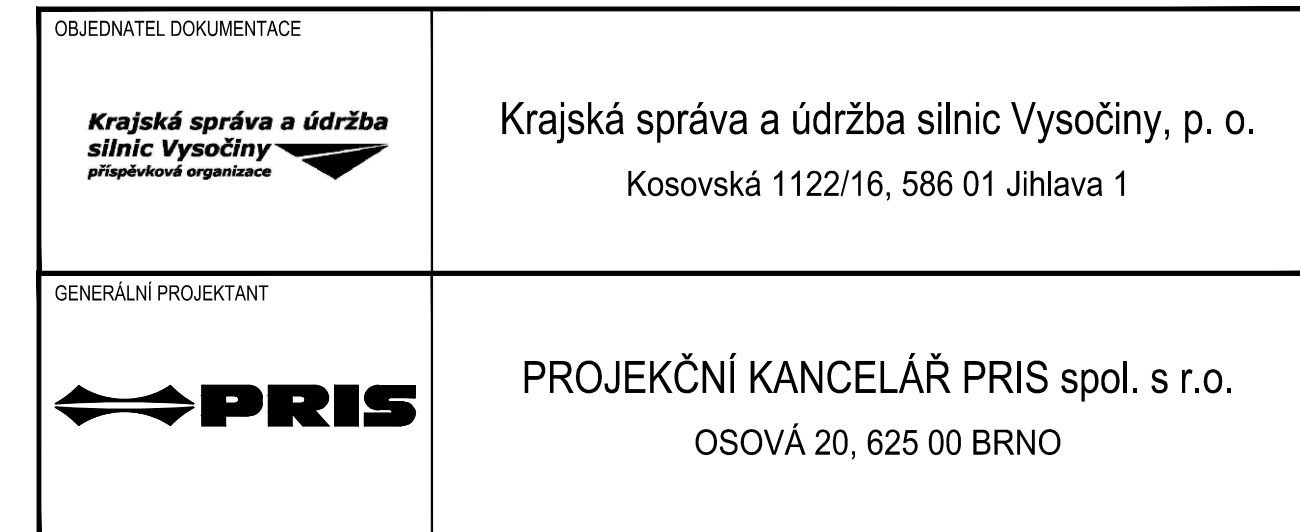 OBJEDNATEL DOKUMENTACE
Krajská správa a údržba
silnic Vysočiny
příspěvková organizace
Krajská správa a údržba silnic Vysočiny, p. o.
Kosovská 1122/16, 586 01 Jihlava 1
GENERÁLNÍ PROJEKTANT
PRIS
PROJEKČNÍ KANCELÁŘ PRIS spol. s r.o.
OSOVÁ 20, 625 00 BRNO